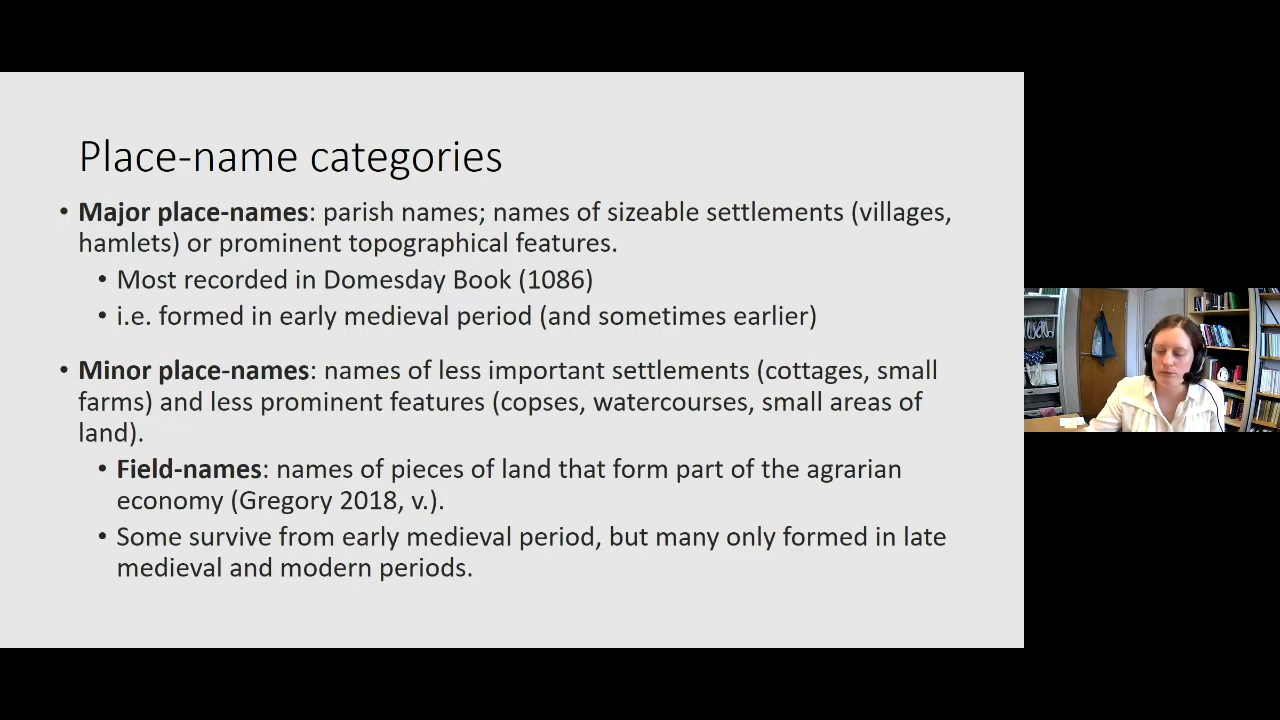 Place-name categories
• Major place-names: parish names; names of sizeable settlements (villages,
hamlets) or prominent topographical features.
• Most recorded in Domesday Book (1086)
• i.e. formed in early medieval period (and sometimes earlier)
• Minor place-names: names of less important settlements (cottages, small
farms) and less prominent features (copses, watercourses, small areas of
land).
• Field-names: names of pieces of land that form part of the agrarian
economy (Gregory 2018, v.).
• Some survive from early medieval period, but many only formed in late
medieval and modern periods.